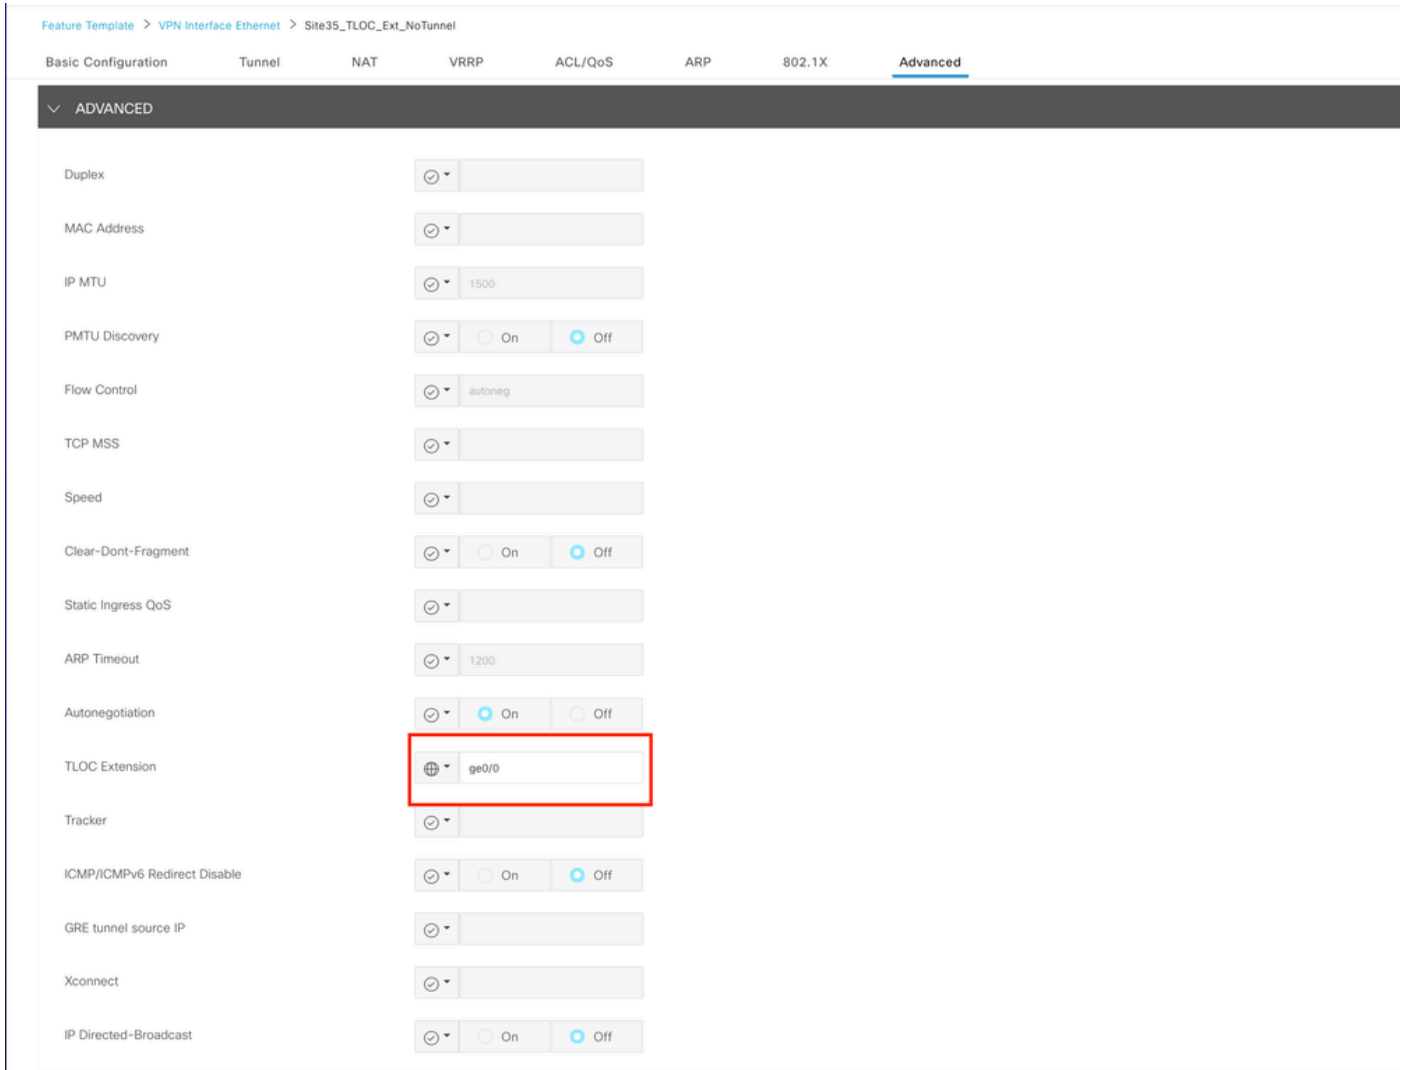 Feature Template > VPN Interface Ethernet > Site35_TLOC_Ext_NoTunnel
Basic Configuration Tunnel NAT VRRP ACL/QoS ARP 802.1X Advanced
ADVANCED
Duplex
MAC Address
IP MTU 1500
PMTU Discovery On Off
Flow Control autoneg
TCP MSS
Speed
Clear-Dont-Fragment On Off
Static Ingress QoS
ARP Timeout 1200
Autonegotiation On Off
TLOC Extension ge0/0
Tracker
ICMP/ICMPv6 Redirect Disable On Off
GRE tunnel source IP
Xconnect
IP Directed-Broadcast On Off